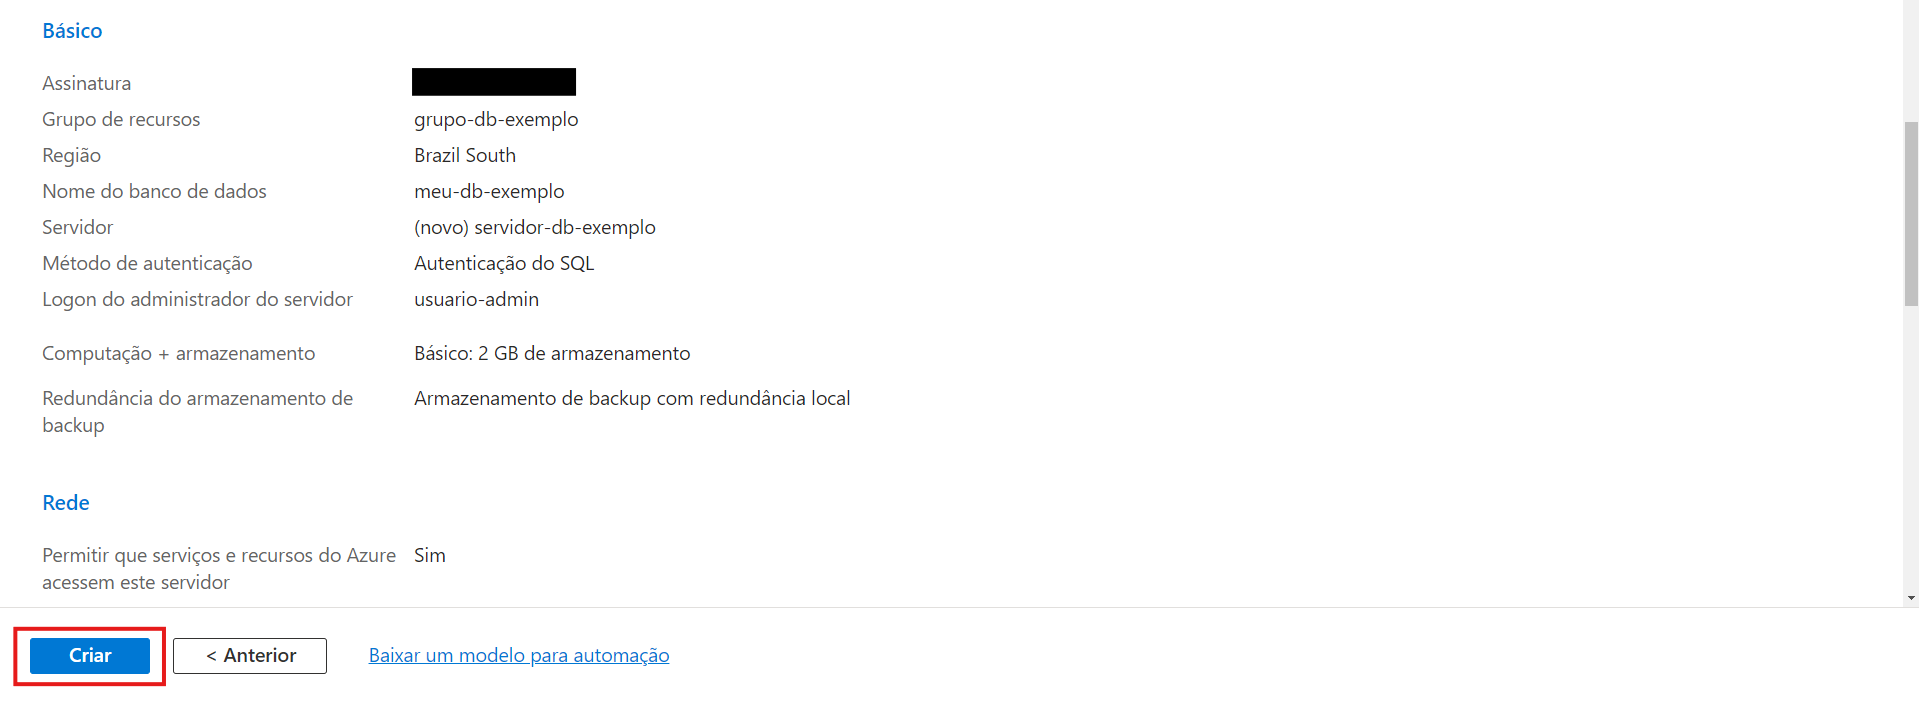 Básico
Assinatura
Grupo de recursos grupo-db-exemplo
Região Brazil South
Nome do banco de dados meu-db-exemplo
Servidor (novo) servidor-db-exemplo
Método de autenticação Autenticação do SQL
Logon do administrador do servidor usuario-admin
Computação + armazenamento Básico: 2 GB de armazenamento
Redundância do armazenamento de Armazenamento de backup com redundância local
backup
Rede
Permitir que serviços e recursos do Azure Sim
acessem este servidor
Criar < Anterior Baixar um modelo para automação